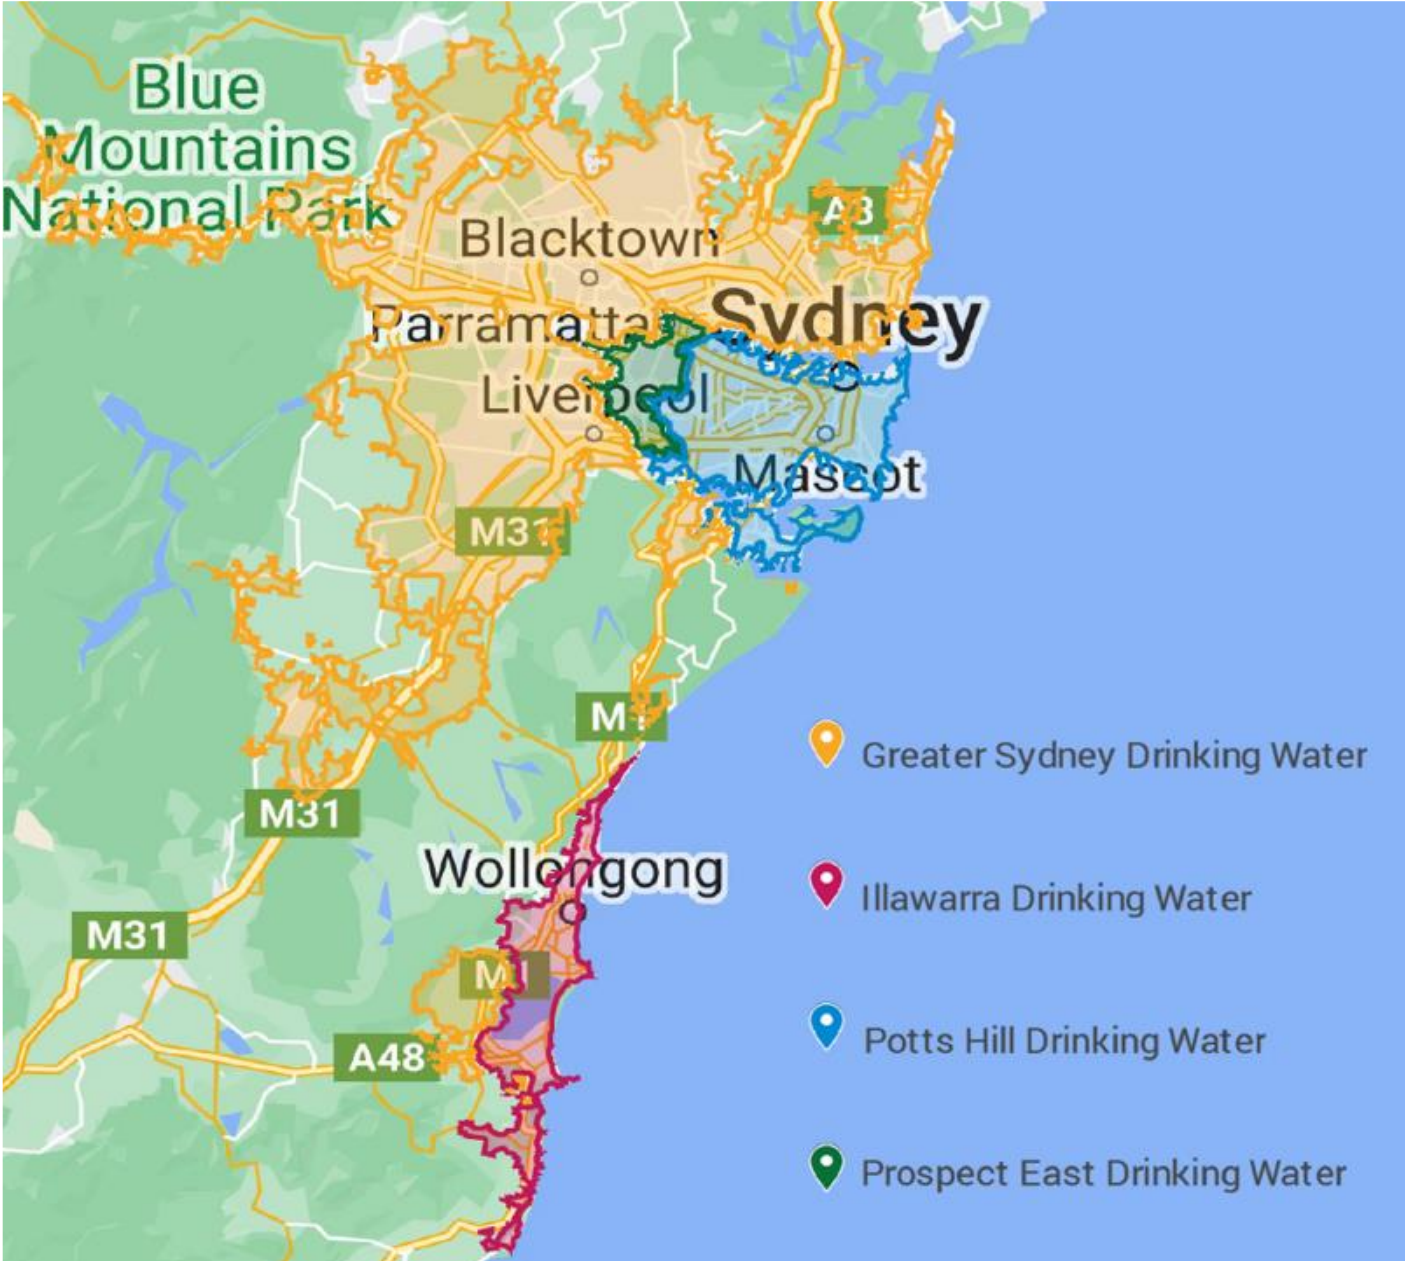 Blue
Mountains
National Park
A8
Blacktown
Sydney
Parramatta
Liverpool
Mascot
M31
M1
Greater Sydney Drinking Water
M31
Wollongong
Illawarra Drinking Water
M31
M1
Potts Hill Drinking Water
A48
Prospect East Drinking Water